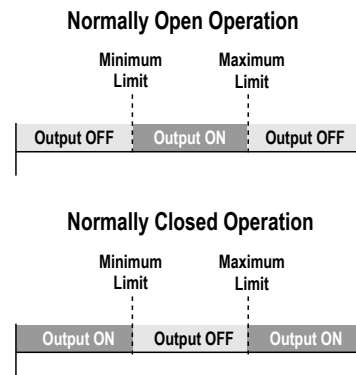 Normally Open Operation
Minimum Maximum
Limit Limit
Output OFF Output ON Output OFF
Normally Closed Operation
Minimum Maximum
Limit Limit
Output ON Output OFF Output ON